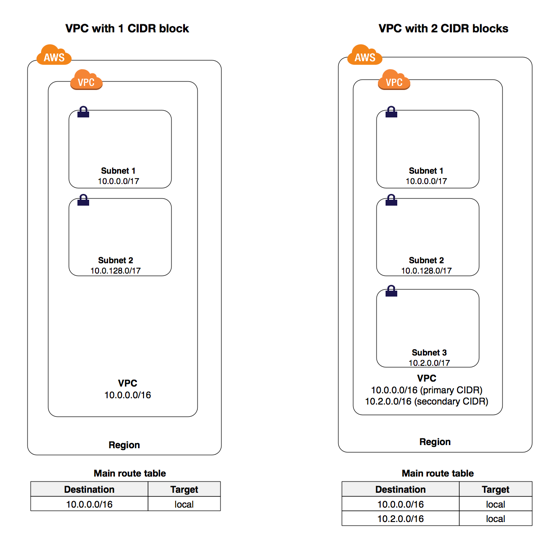 VPC with 1 CIDR block
AWS
VPC
Subnet 1
10.0.0.0/17
Subnet 2
10.0.128.0/17
VPC
10.0.0.0/16
Region
Main route table
Destination Target
10.0.0.0/16 local
VPC with 2 CIDR blocks
AWS
VPC
Subnet 1
10.0.0.0/17
Subnet 2
10.0.128.0/17
Subnet 3
10.2.0.0/17
VPC
10.0.0.0/16 (primary CIDR)
10.2.0.0/16 (secondary CIDR)
Region
Main route table
Destination Target
10.0.0.0/16 local
10.2.0.0/16 local